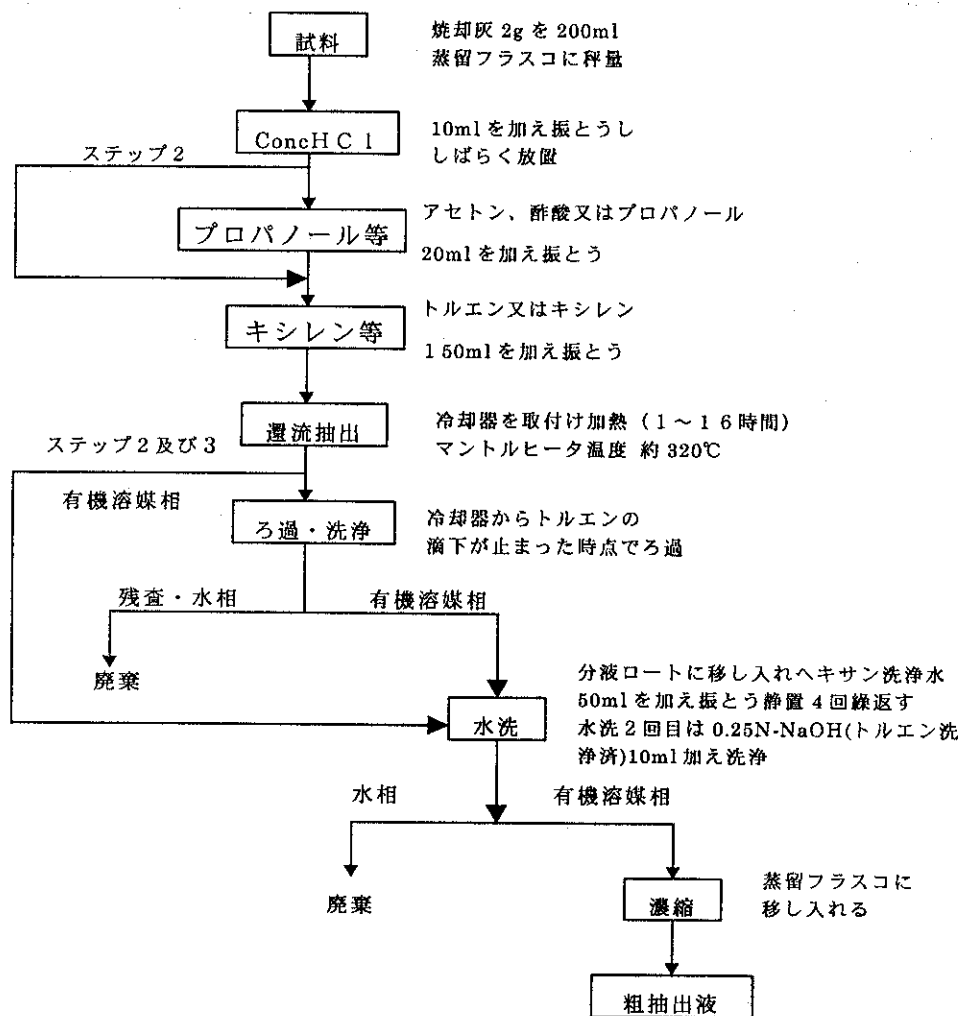 試料
焼却灰 2g を 200ml
蒸留フラスコに秤量
ConcHCl
10ml を加え振とうし
しばらく放置
ステップ2
プロパノール等
アセトン、酢酸又はプロパノール
20ml を加え振とう
キシレン等
トルエン又はキシレン
150ml を加え振とう
還流抽出
冷却器を取付け加熱（1～16時間）
マントルヒータ温度 約 320℃
ステップ2及び3
有機溶媒相
ろ過・洗浄
冷却器からトルエンの
滴下が止まった時点でろ過
残査・水相
有機溶媒相
廃棄
水洗
分液ロートに移し入れヘキサン洗浄水
50ml を加え振とう静置 4 回繰返す
水洗 2 回目は 0.25N-NaOH(トルエン洗
浄済)10ml 加え洗浄
水相
有機溶媒相
廃棄
濃縮
蒸留フラスコに
移し入れる
粗抽出液